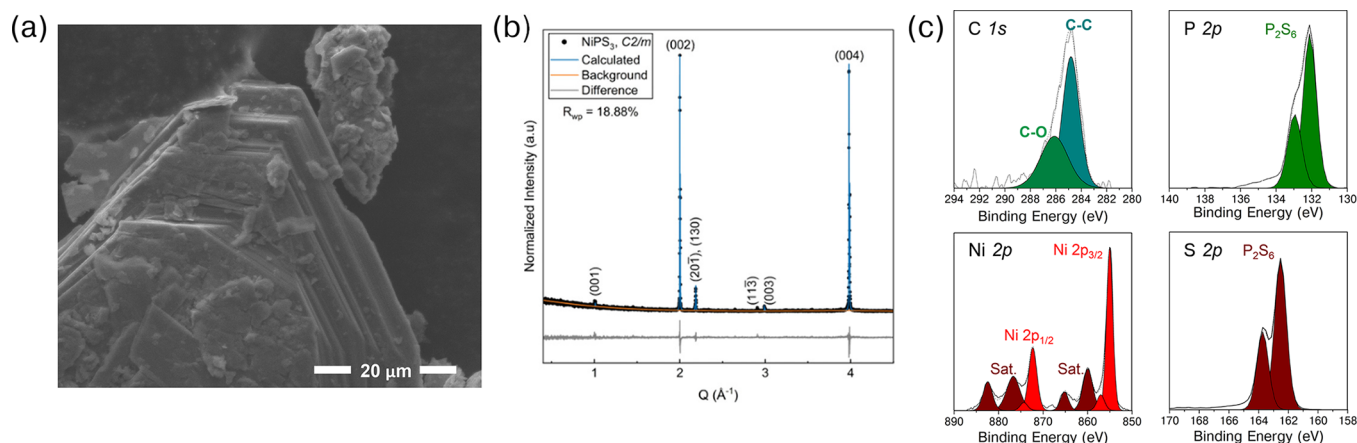 (a)
20 μm
(b)
NiPS₃, C2/m
Calculated
Background
Difference
Rwp = 18.88%
(002)
(004)
(001)
(201̅), (130)
(113̅)
(003)
Normalized Intensity (a.u)
1 2 3 4
Q (Å⁻¹)
(c)
C 1s
C-C
C-O
294 292 290 288 286 284 282 280
Binding Energy (eV)
P 2p
P₂S₆
140 138 136 134 132 130
Binding Energy (eV)
Ni 2p
Ni 2p₃/₂
Ni 2p₁/₂
Sat.
Sat.
890 880 870 860 850
Binding Energy (eV)
S 2p
P₂S₆
170 168 166 164 162 160 158
Binding Energy (eV)